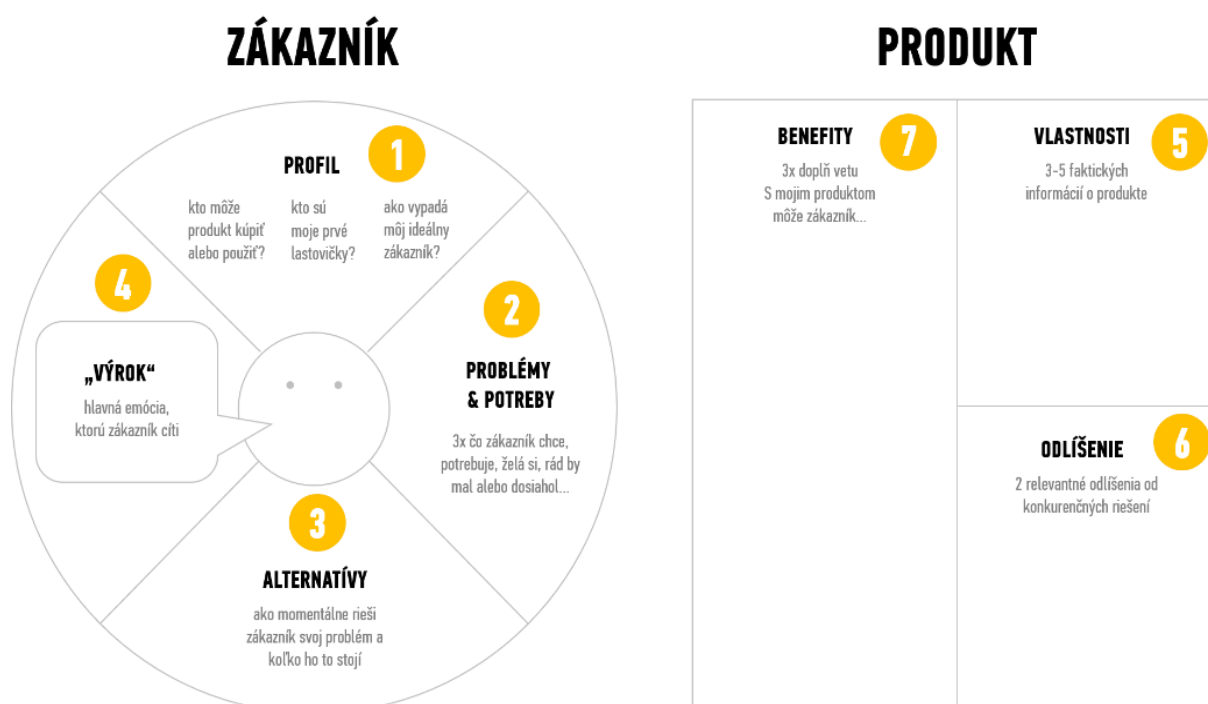 ZÁKAZNÍK
1
PROFIL
kto môže
produkt kúpiť
alebo použiť?
kto sú
moje prvé
lastovičky?
ako vypadá
môj ideálny
zákazník?
2
PROBLÉMY
& POTREBY
3x čo zákazník chce,
potrebuje, želá si, rád by
mal alebo dosiahol...
3
ALTERNATÍVY
ako momentálne rieši
zákazník svoj problém a
koľko ho to stojí
4
„VÝROK“
hlavná emócia,
ktorú zákazník cíti
PRODUKT
BENEFITY
7
3x doplň vetu
S mojim produktom
môže zákazník...
VLASTNOSTI
5
3-5 faktických
informácií o produkte
ODLÍŠENIE
6
2 relevantné odlíšenia od
konkurenčných riešení